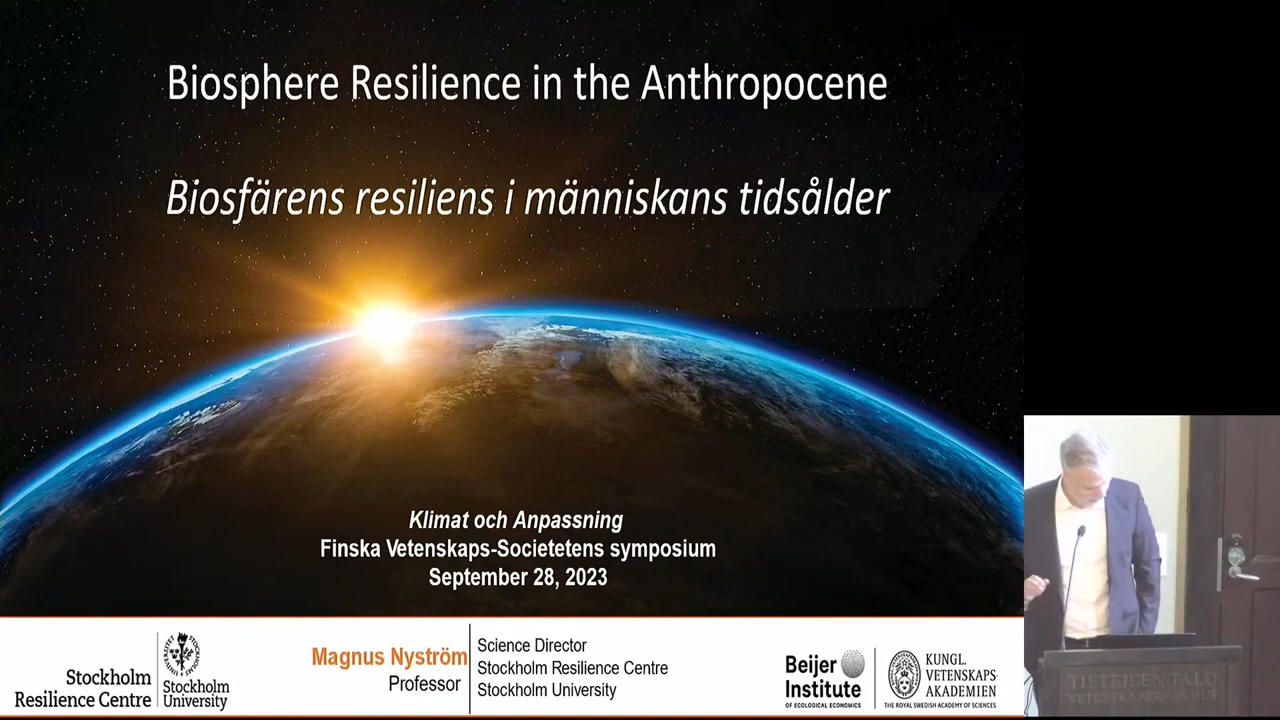 Biosphere Resilience in the Anthropocene
Biosfärens resiliens i människans tidsålder
Klimat och Anpassning
Finska Vetenskaps-Societetens symposium
September 28, 2023
Stockholm
Resilience Centre
Stockholm
University
Magnus Nyström
Professor
Science Director
Stockholm Resilience Centre
Stockholm University
Beijer
Institute
OF ECOLOGICAL ECONOMICS
KUNGL.
VETENSKAPS-
AKADEMIEN
THE ROYAL SWEDISH ACADEMY OF SCIENCES
TIETEIDEN TALO
VETENSKAPERNAS HUS